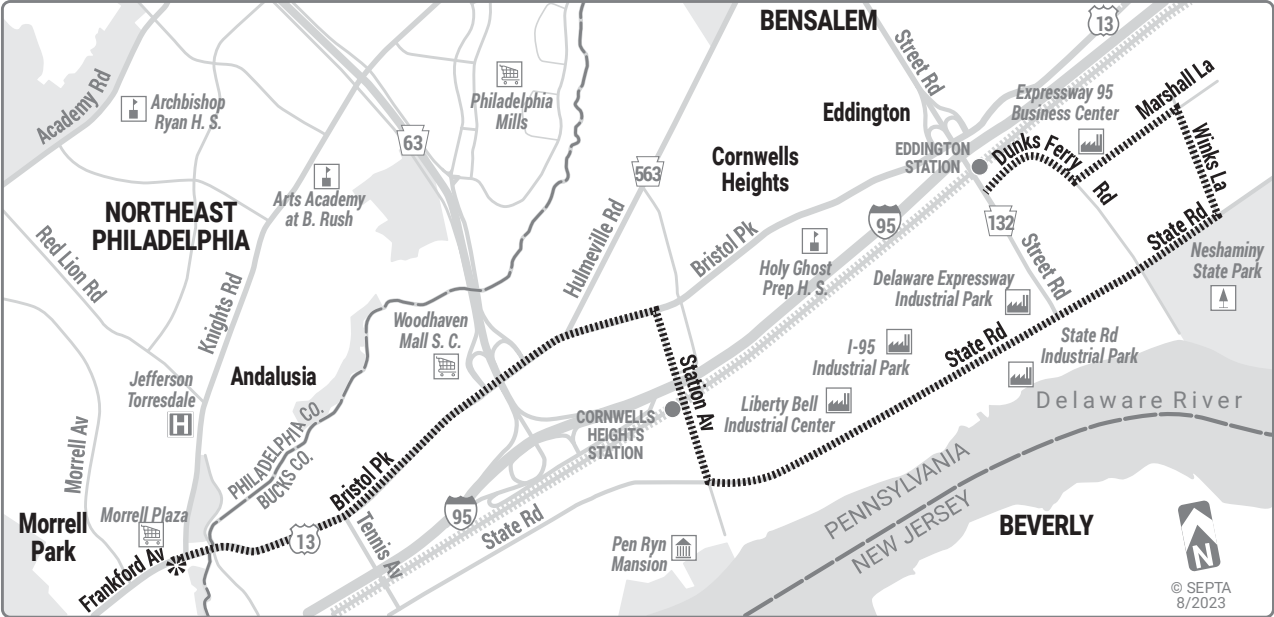 BENSALEM
13
Street Rd
Academy Rd
Archbishop
Ryan H. S.
Philadelphia
Mills
Expressway 95
Business Center
Marshall La
Eddington
63
EDDINGTON
STATION
Dunks Ferry
Rd
Winks La
Cornwells
Heights
563
Arts Academy
at B. Rush
NORTHEAST
PHILADELPHIA
Red Lion Rd
Knights Rd
Hulmeville Rd
Bristol Pk
95
132
Street Rd
State Rd
Neshaminy
State Park
Holy Ghost
Prep H. S.
Delaware Expressway
Industrial Park
Woodhaven
Mall S. C.
I-95
Industrial Park
State Rd
State Rd
Industrial Park
Jefferson
Torresdale
H
Andalusia
Station Av
Liberty Bell
Industrial Center
Delaware River
CORNWELLS
HEIGHTS
STATION
PHILADELPHIA CO.
BUCKS CO.
Morrell Av
Bristol Pk
PENNSYLVANIA
NEW JERSEY
Morrell
Park
Morrell Plaza
95
State Rd
13
Tennis Av
BEVERLY
Pen Ryn
Mansion
Frankford Av
N
© SEPTA
8/2023